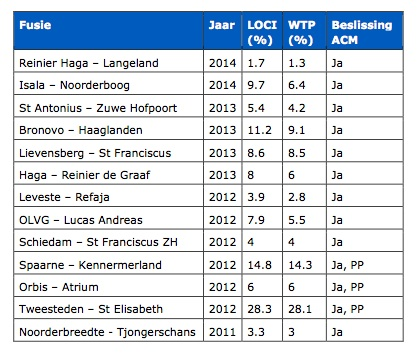 Fusie Jaar LOCI (%) WTP (%) Beslissing ACM
Reinier Haga – Langeland 2014 1.7 1.3 Ja
Isala – Noorderboog 2014 9.7 6.4 Ja
St Antonius – Zuwe Hofpoort 2013 5.4 4.2 Ja
Bronovo – Haaglanden 2013 11.2 9.1 Ja
Lievensberg – St Franciscus 2013 8.6 8.5 Ja
Haga – Reinier de Graaf 2013 8 6 Ja
Leveste – Refaja 2012 3.9 2.8 Ja
OLVG – Lucas Andreas 2012 7.9 5.5 Ja
Schiedam – St Franciscus ZH 2012 4 4 Ja
Spaarne – Kennermerland 2012 14.8 14.3 Ja, PP
Orbis – Atrium 2012 6 6 Ja, PP
Tweesteden – St Elisabeth 2012 28.3 28.1 Ja, PP
Noorderbreedte - Tjongerschans 2011 3.3 3 Ja